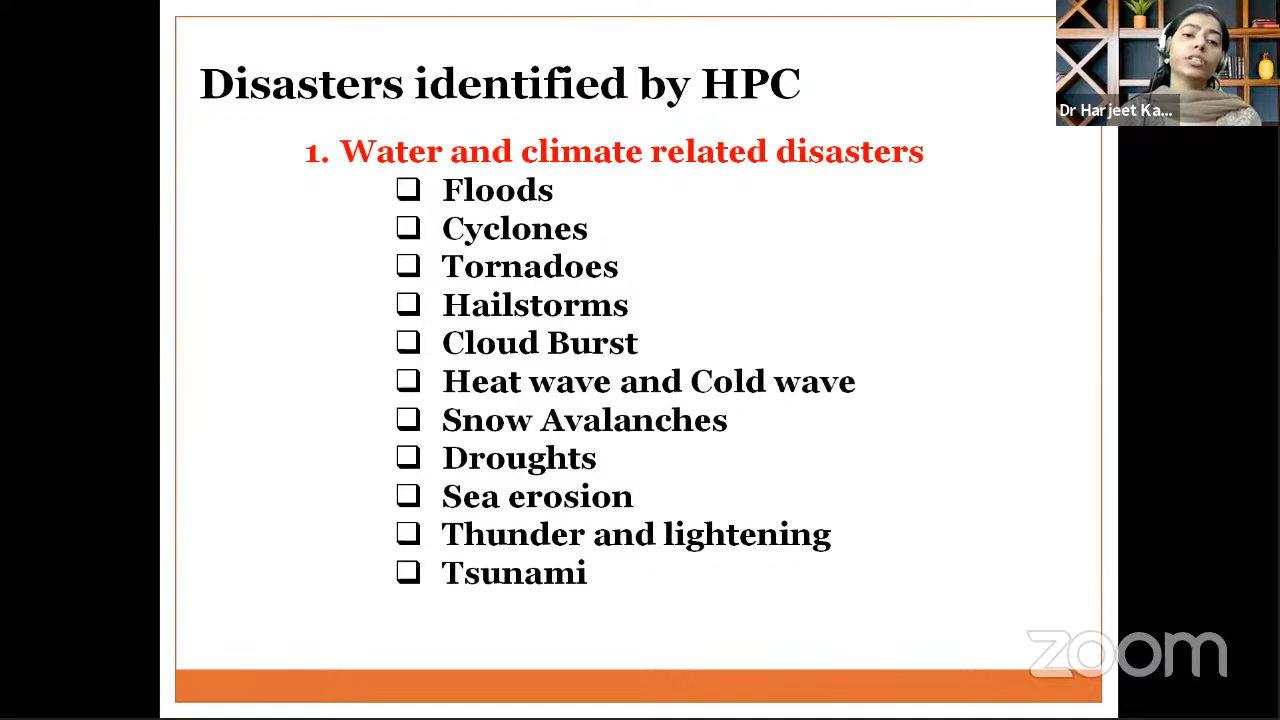 Disasters identified by HPC
Dr Harjeet Ka...
1. Water and climate related disasters
Floods
Cyclones
Tornadoes
Hailstorms
Cloud Burst
Heat wave and Cold wave
Snow Avalanches
Droughts
Sea erosion
Thunder and lightening
Tsunami
zoom